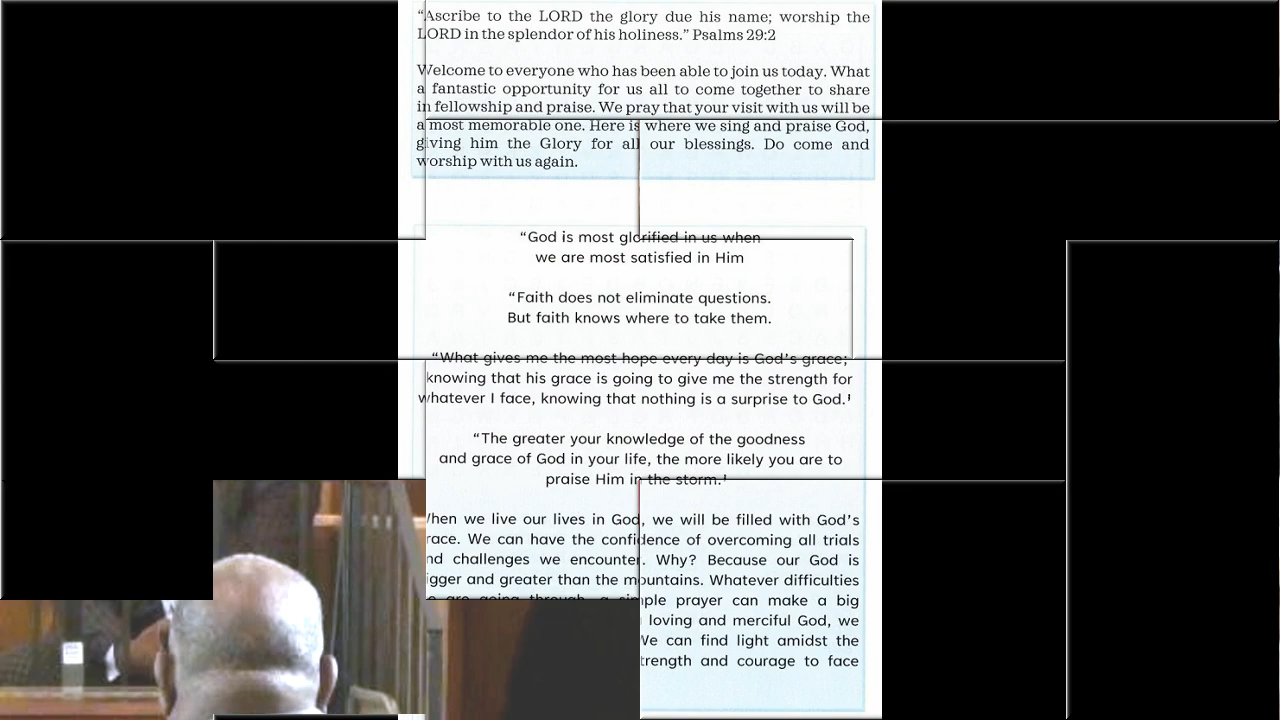 “Ascribe to the LORD the glory due his name; worship the
LORD in the splendor of his holiness.” Psalms 29:2
Welcome to everyone who has been able to join us today. What
a fantastic opportunity for us all to come together to share
in fellowship and praise. We pray that your visit with us will be
a most memorable one. Here is where we sing and praise God,
giving him the Glory for all our blessings. Do come and
worship with us again.
“God is most glorified in us when
we are most satisfied in Him
“Faith does not eliminate questions.
But faith knows where to take them.
“What gives me the most hope every day is God’s grace;
knowing that his grace is going to give me the strength for
whatever I face, knowing that nothing is a surprise to God.'
“The greater your knowledge of the goodness
and grace of God in your life, the more likely you are to
praise Him in the storm.'
when we live our lives in God, we will be filled with God’s
race. We can have the confidence of overcoming all trials
nd challenges we encounter. Why? Because our God is
igger and greater than the mountains. Whatever difficulties
are going through, a simple prayer can make a big
loving and merciful God, we
We can find light amidst the
trength and courage to face